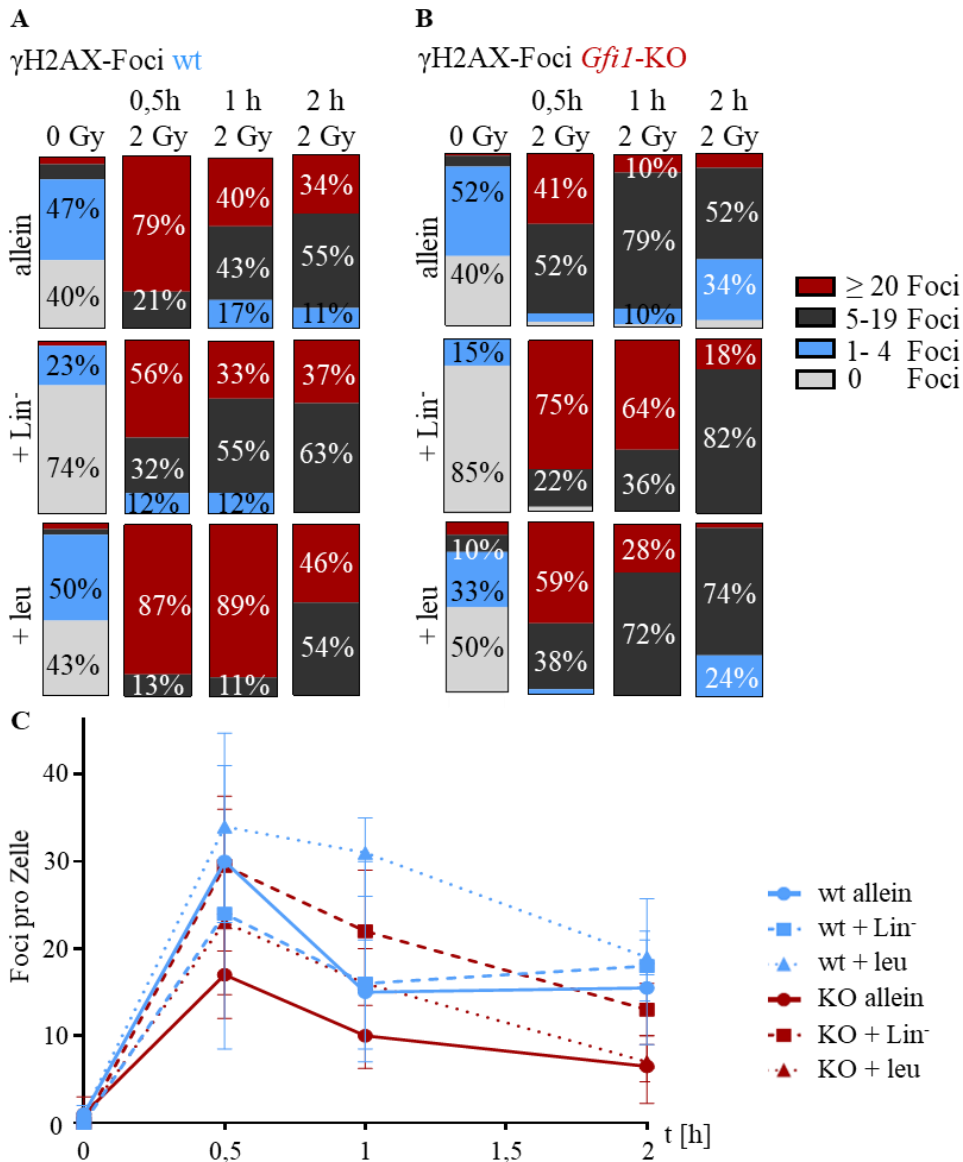 A
γH2AX-Foci wt
0,5h 1 h 2 h
0 Gy 2 Gy 2 Gy 2 Gy
allein
47%
40%
79%
21%
40%
43%
17%
34%
55%
11%
+ Lin⁻
23%
74%
56%
32%
12%
33%
55%
12%
37%
63%
+ leu
50%
43%
87%
13%
89%
11%
46%
54%
B
γH2AX-Foci Gfi1-KO
0,5h 1 h 2 h
0 Gy 2 Gy 2 Gy 2 Gy
allein
52%
40%
41%
52%
10%
79%
10%
52%
34%
+ Lin⁻
15%
85%
75%
22%
64%
36%
18%
82%
+ leu
10%
33%
50%
59%
38%
28%
72%
74%
24%
≥ 20 Foci
5-19 Foci
1- 4 Foci
0 Foci
C
Foci pro Zelle
40
30
20
10
0
0 0,5 1 1,5 2
t [h]
wt allein
wt + Lin⁻
wt + leu
KO allein
KO + Lin⁻
KO + leu